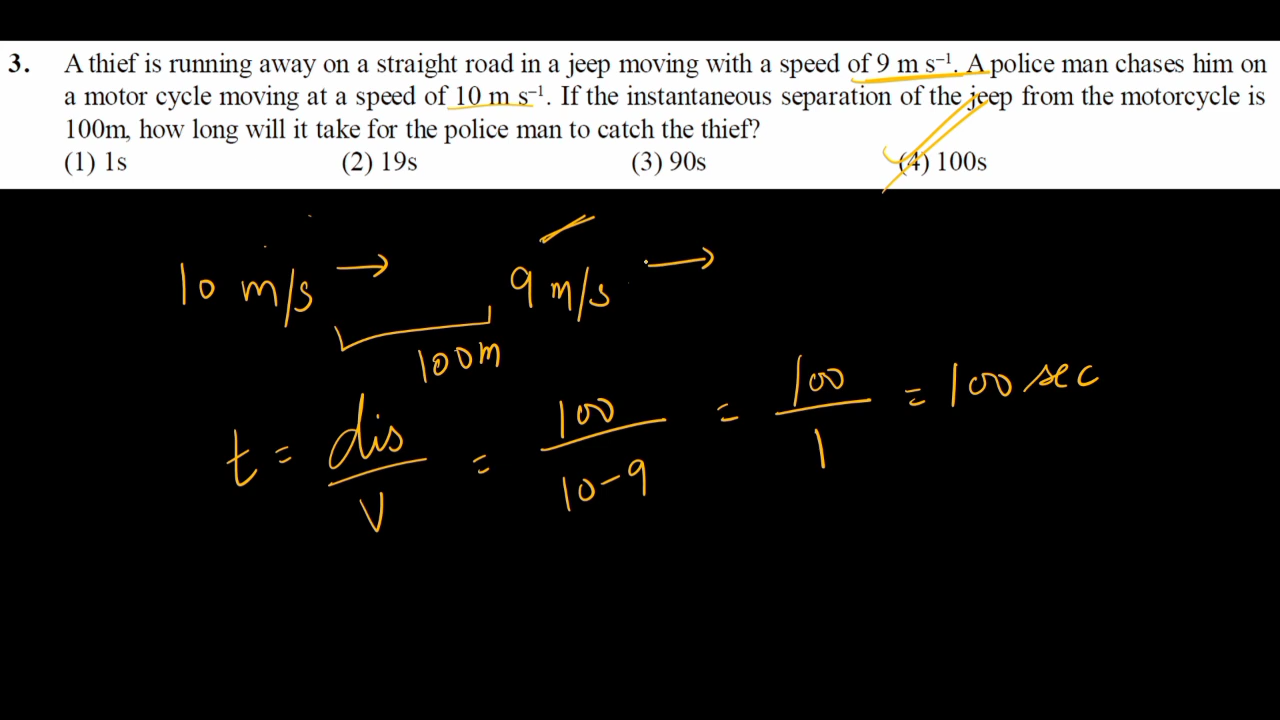 3. A thief is running away on a straight road in a jeep moving with a speed of 9 m s⁻¹. A police man chases him on
a motor cycle moving at a speed of 10 m s⁻¹. If the instantaneous separation of the jeep from the motorcycle is
100m, how long will it take for the police man to catch the thief?
(1) 1s (2) 19s (3) 90s (4) 100s
10 m/s → 9 m/s →
100m
t = dis/v = 100/10-9 = 100/1 = 100 sec